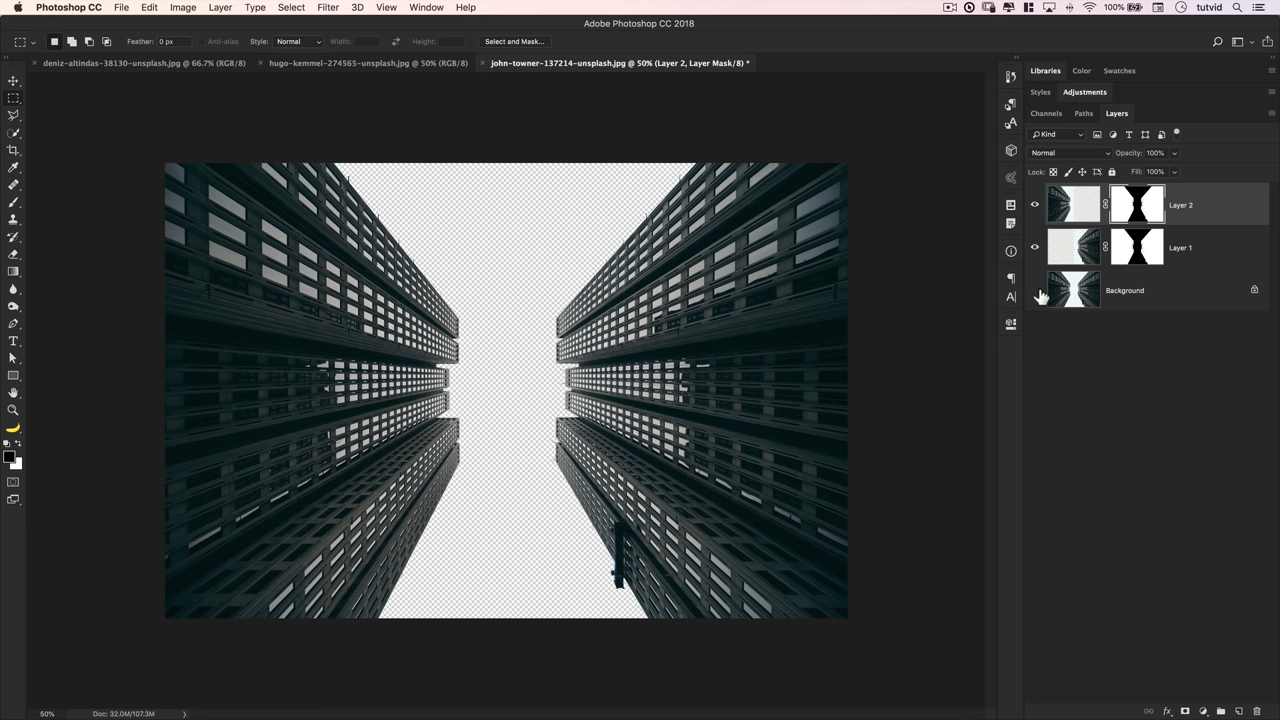 Photoshop CC File Edit Image Layer Type Select Filter 3D View Window Help 100% tutvid
Adobe Photoshop CC 2018
Feather: 0 px Anti-alias Style: Normal Width: Height: Select and Mask...
deniz-altindas-38130-unsplash.jpg @ 66.7% (RGB/8) hugo-kemmel-274565-unsplash.jpg @ 50% (RGB/8) john-towner-137214-unsplash.jpg @ 50% (Layer 2, Layer Mask/8) *
Libraries Color Swatches
Styles Adjustments
Channels Paths Layers
Kind
Normal Opacity: 100%
Lock: Fill: 100%
Layer 2
Layer 1
Background
50% Doc: 32.0M/107.3M